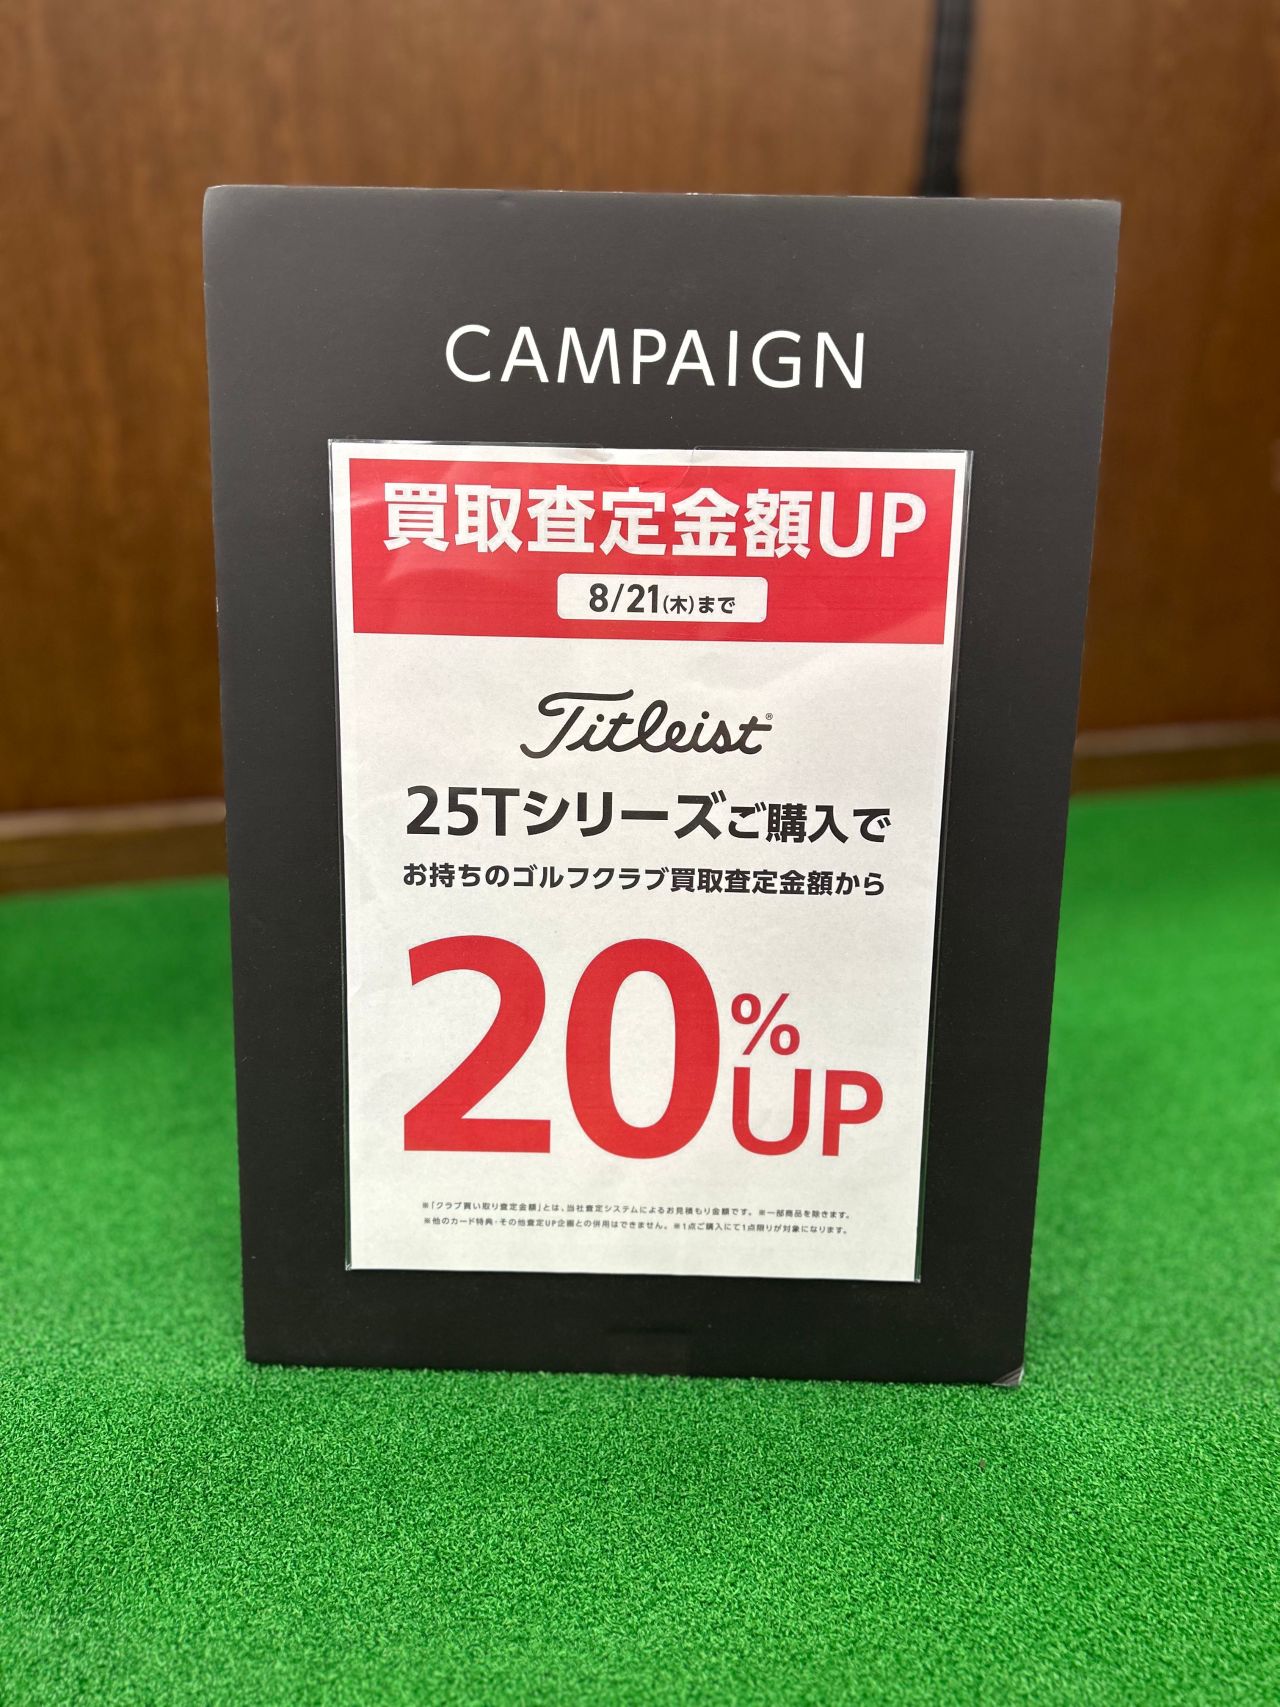 CAMPAIGN
買取査定金額UP
8/21(木)まで
Titleist®
25Tシリーズご購入で
お持ちのゴルフクラブ買取査定金額から
20%UP
※「クラブ買い取り査定金額」とは、当社査定システムによるお見積もり金額です。※一部商品を除きます。
※他のカード特典・その他査定UP企画との併用はできません。※1点ご購入にて1点限りが対象になります。